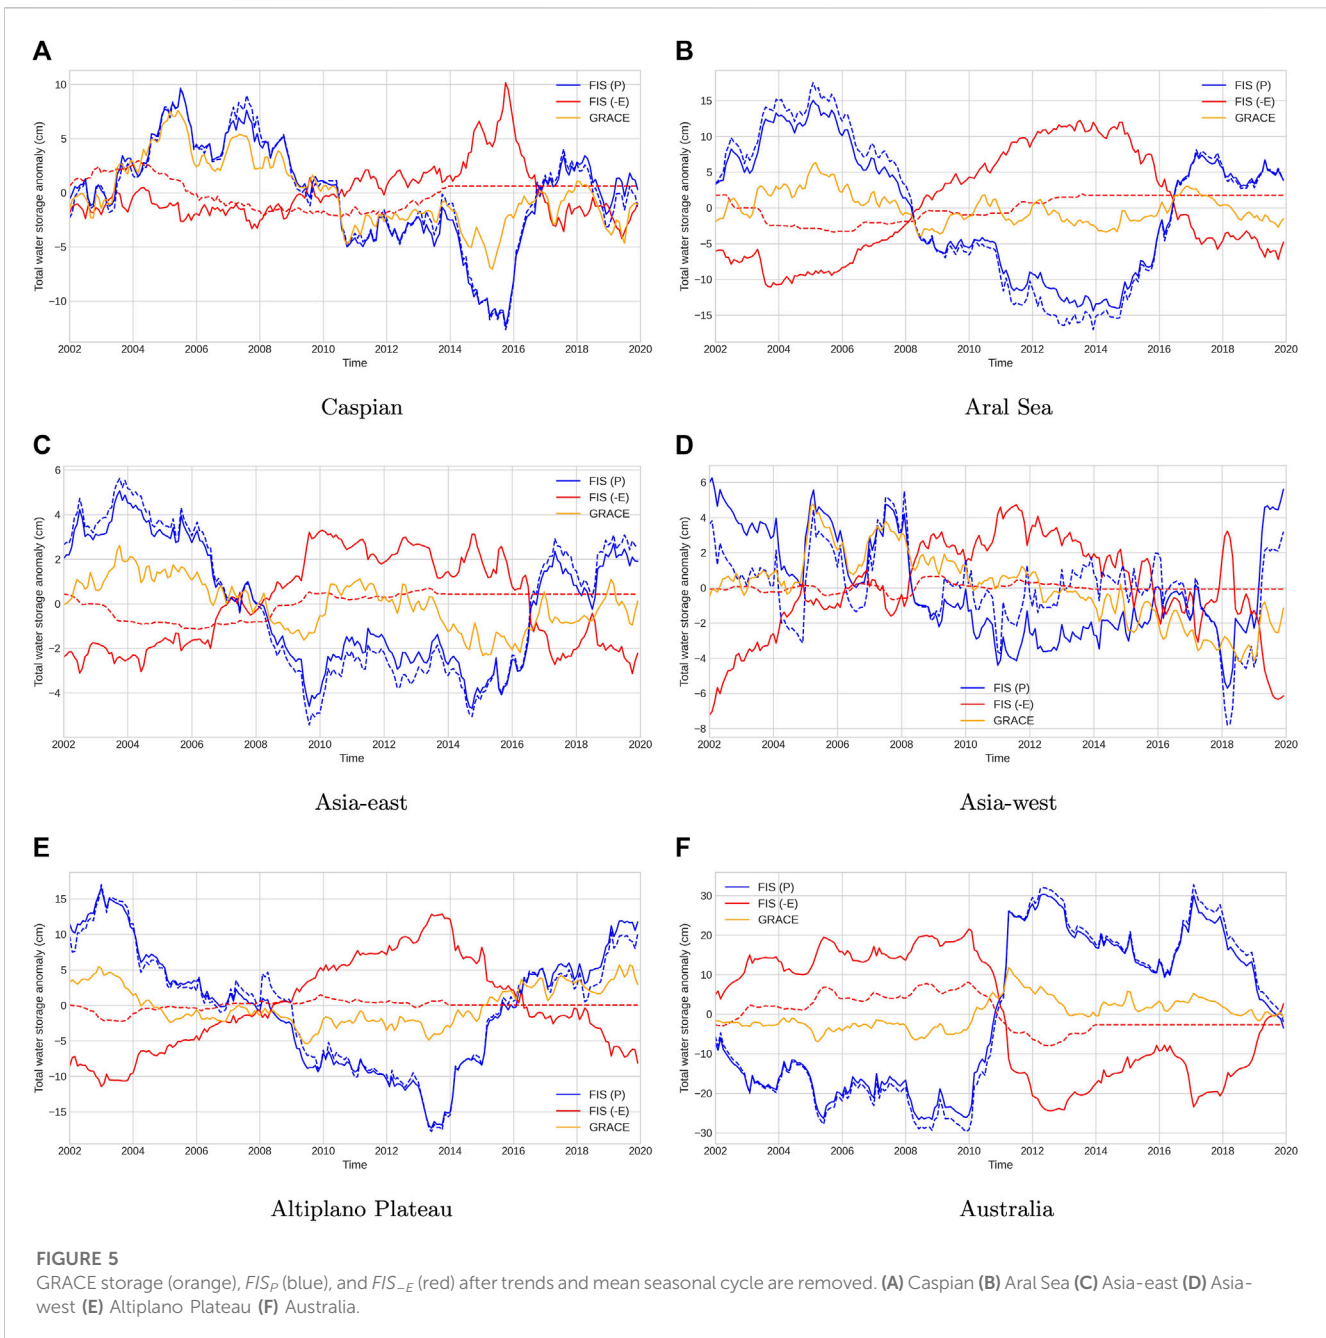 A
Total water storage anomaly (cm)
10
5
0
−5
−10
FIS (P)
FIS (-E)
GRACE
2002 2004 2006 2008 2010 2012 2014 2016 2018 2020
Time
Caspian
B
Total water storage anomaly (cm)
15
10
5
0
−5
−10
−15
FIS (P)
FIS (-E)
GRACE
2002 2004 2006 2008 2010 2012 2014 2016 2018 2020
Time
Aral Sea
C
Total water storage anomaly (cm)
6
4
2
0
−2
−4
FIS (P)
FIS (-E)
GRACE
2002 2004 2006 2008 2010 2012 2014 2016 2018 2020
Time
Asia-east
D
Total water storage anomaly (cm)
6
4
2
0
−2
−4
−6
−8
FIS (P)
FIS (-E)
GRACE
2002 2004 2006 2008 2010 2012 2014 2016 2018 2020
Time
Asia-west
E
Total water storage anomaly (cm)
15
10
5
0
−5
−10
−15
FIS (P)
FIS (-E)
GRACE
2002 2004 2006 2008 2010 2012 2014 2016 2018 2020
Time
Altiplano Plateau
F
Total water storage anomaly (cm)
30
20
10
0
−10
−20
−30
FIS (P)
FIS (-E)
GRACE
2002 2004 2006 2008 2010 2012 2014 2016 2018 2020
Time
Australia
FIGURE 5
GRACE storage (orange), FIS_P (blue), and FIS_−E (red) after trends and mean seasonal cycle are removed. (A) Caspian (B) Aral Sea (C) Asia-east (D) Asia-
west (E) Altiplano Plateau (F) Australia.